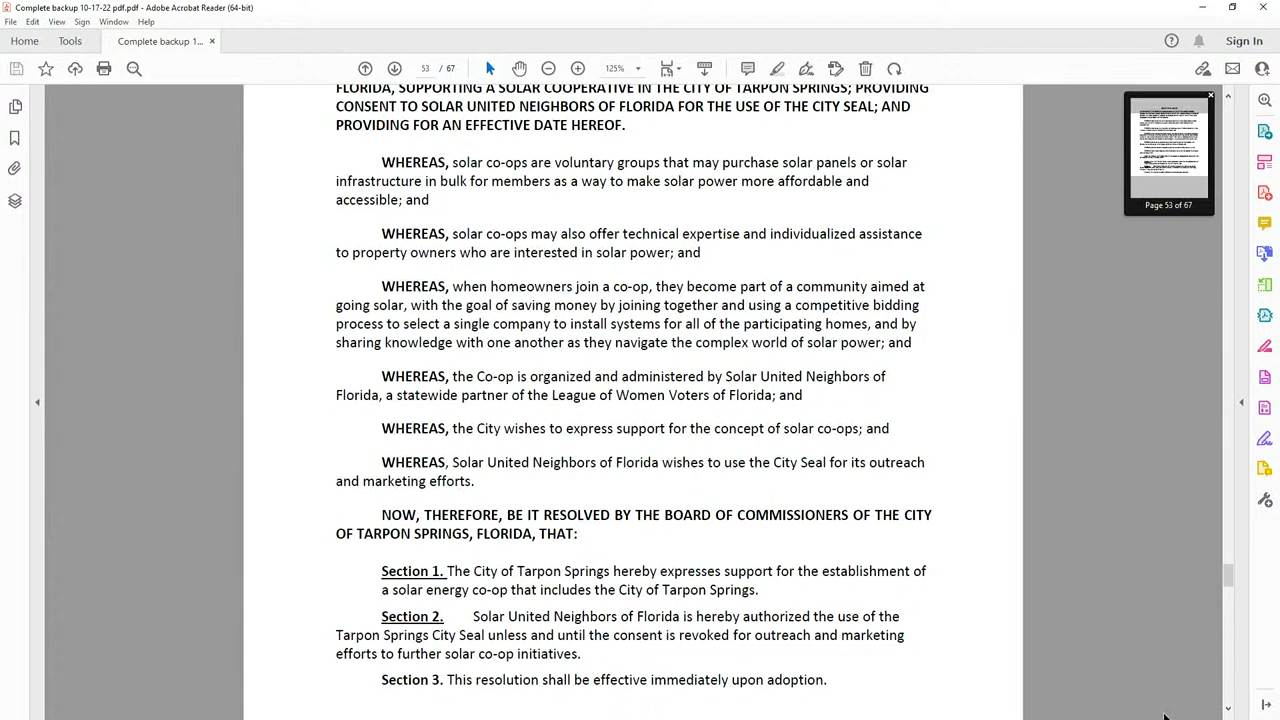 Complete backup 10-17-22 pdf.pdf - Adobe Acrobat Reader (64-bit)
File Edit View Sign Window Help
Home Tools Complete backup 1... × Sign In
53 / 67 125%
FLORIDA, SUPPORTING A SOLAR COOPERATIVE IN THE CITY OF TARPON SPRINGS; PROVIDING
CONSENT TO SOLAR UNITED NEIGHBORS OF FLORIDA FOR THE USE OF THE CITY SEAL; AND
PROVIDING FOR AN EFFECTIVE DATE HEREOF.
WHEREAS, solar co-ops are voluntary groups that may purchase solar panels or solar
infrastructure in bulk for members as a way to make solar power more affordable and
accessible; and
WHEREAS, solar co-ops may also offer technical expertise and individualized assistance
to property owners who are interested in solar power; and
WHEREAS, when homeowners join a co-op, they become part of a community aimed at
going solar, with the goal of saving money by joining together and using a competitive bidding
process to select a single company to install systems for all of the participating homes, and by
sharing knowledge with one another as they navigate the complex world of solar power; and
WHEREAS, the Co-op is organized and administered by Solar United Neighbors of
Florida, a statewide partner of the League of Women Voters of Florida; and
WHEREAS, the City wishes to express support for the concept of solar co-ops; and
WHEREAS, Solar United Neighbors of Florida wishes to use the City Seal for its outreach
and marketing efforts.
NOW, THEREFORE, BE IT RESOLVED BY THE BOARD OF COMMISSIONERS OF THE CITY
OF TARPON SPRINGS, FLORIDA, THAT:
Section 1. The City of Tarpon Springs hereby expresses support for the establishment of
a solar energy co-op that includes the City of Tarpon Springs.
Section 2. Solar United Neighbors of Florida is hereby authorized the use of the
Tarpon Springs City Seal unless and until the consent is revoked for outreach and marketing
efforts to further solar co-op initiatives.
Section 3. This resolution shall be effective immediately upon adoption.
Page 53 of 67